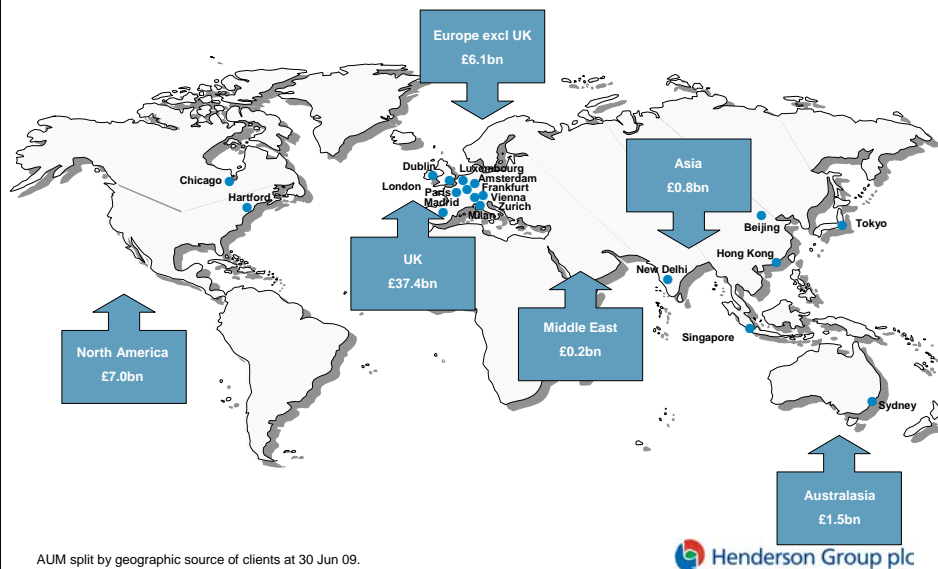 Europe excl UK
£6.1bn
Asia
£0.8bn
Dublin
Luxembourg
Amsterdam
London
Frankfurt
Paris
Vienna
Madrid
Zurich
Milan
Chicago
Hartford
Beijing
Tokyo
Hong Kong
New Delhi
Singapore
Sydney
UK
£37.4bn
Middle East
£0.2bn
North America
£7.0bn
Australasia
£1.5bn
AUM split by geographic source of clients at 30 Jun 09.
Henderson Group plc